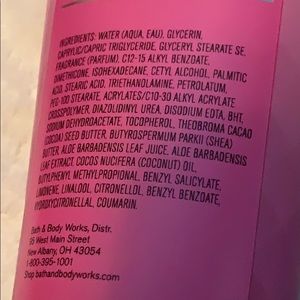 INGREDIENTS: WATER (AQUA, EAU), GLYCERIN,
CAPRYLIC/CAPRIC TRIGLYCERIDE, GLYCERYL STEARATE SE,
FRAGRANCE (PARFUM), C12-15 ALKYL BENZOATE,
DIMETHICONE, ISOHEXADECANE, CETYL ALCOHOL, PALMITIC
ACID, STEARIC ACID, TRIETHANOLAMINE, PETROLATUM,
PEG-100 STEARATE, ACRYLATES/C10-30 ALKYL ACRYLATE
CROSSPOLYMER, DIAZOLIDINYL UREA, DISODIUM EDTA, BHT,
SODIUM DEHYDROACETATE, TOCOPHEROL, THEOBROMA CACAO
(COCOA) SEED BUTTER, BUTYROSPERMUM PARKII (SHEA)
BUTTER, ALOE BARBADENSIS LEAF JUICE, ALOE BARBADENSIS
LEAF EXTRACT, COCOS NUCIFERA (COCONUT) OIL,
BUTYLPHENYL METHYLPROPIONAL, BENZYL SALICYLATE,
LIMONENE, LINALOOL, CITRONELLOL, BENZYL BENZOATE,
HYDROXYCITRONELLAL, COUMARIN.
Bath & Body Works, Distr.
95 West Main Street
New Albany, OH 43054
1-800-395-1001
Shop bathandbodyworks.com